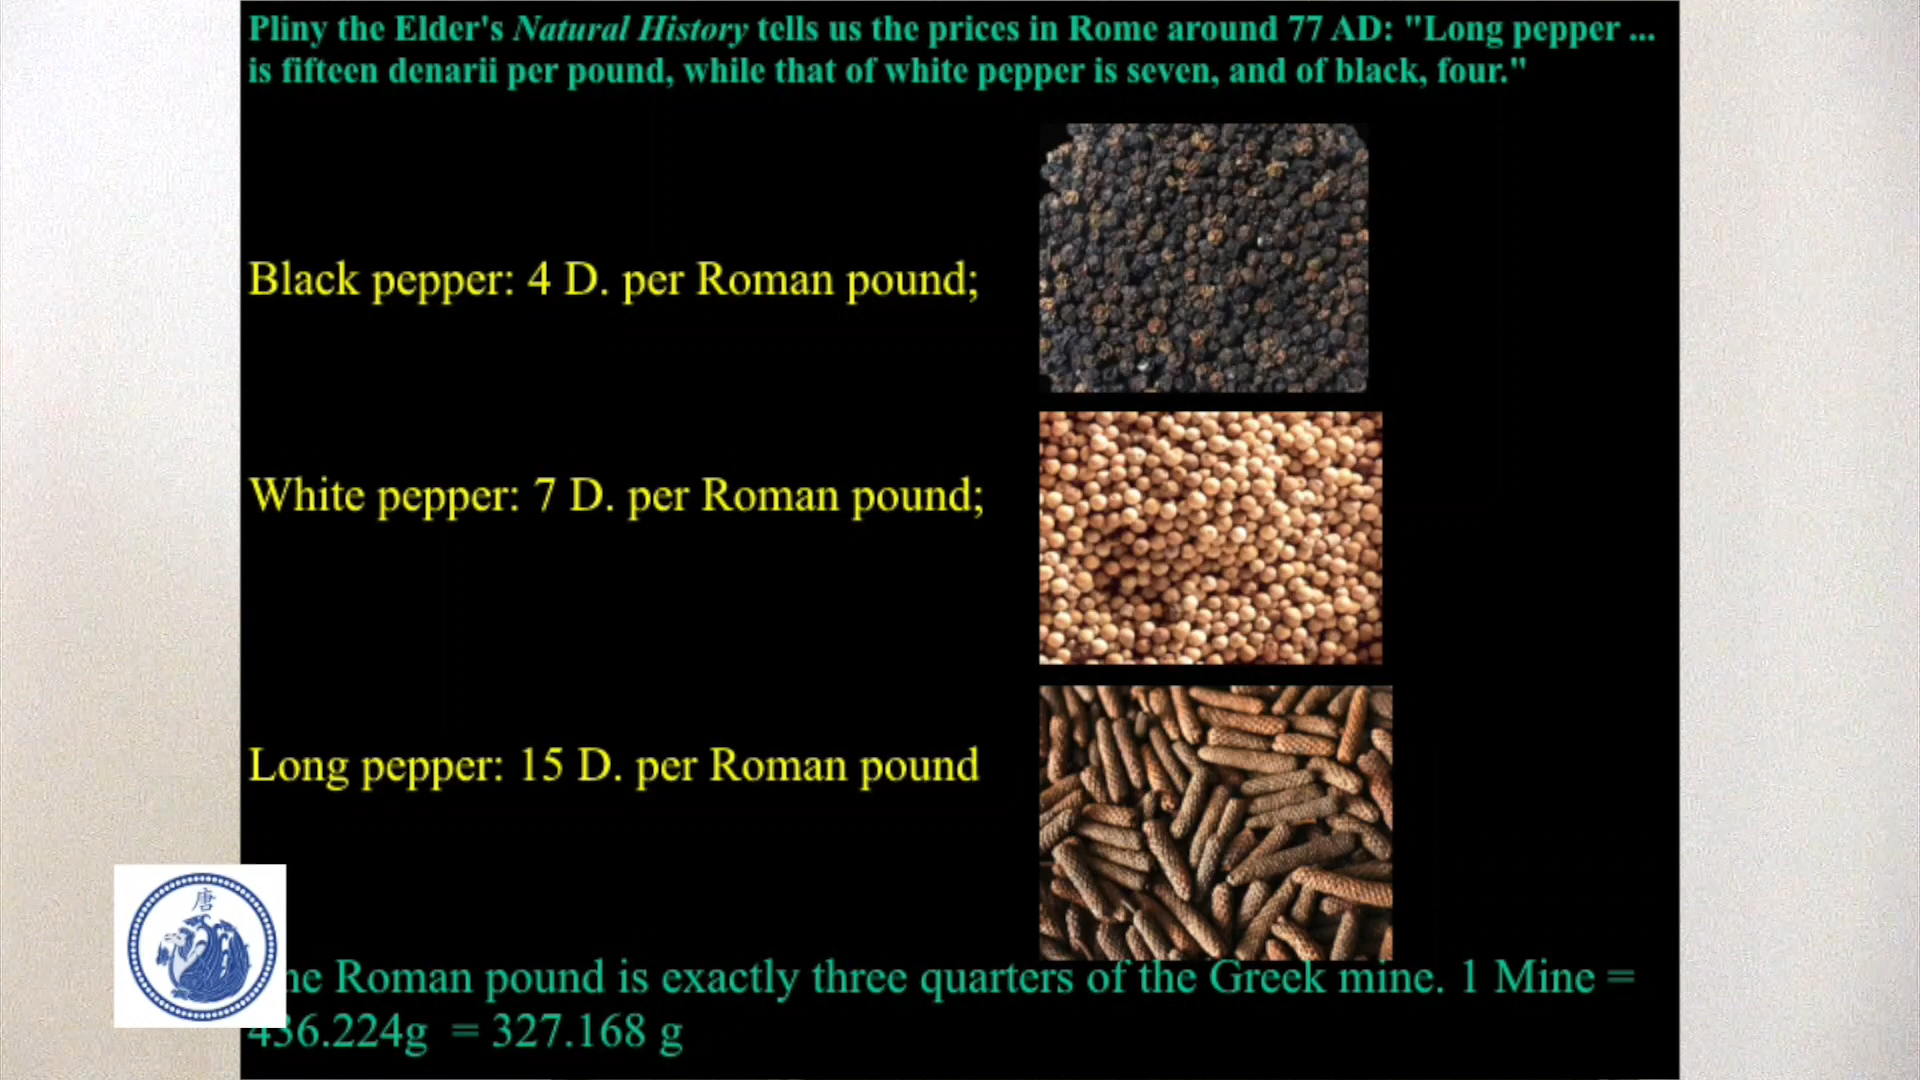 Pliny the Elder's Natural History tells us the prices in Rome around 77 AD: "Long pepper ...
is fifteen denarii per pound, while that of white pepper is seven, and of black, four."
Black pepper: 4 D. per Roman pound;
White pepper: 7 D. per Roman pound;
Long pepper: 15 D. per Roman pound
唐
he Roman pound is exactly three quarters of the Greek mine. 1 Mine =
436.224g = 327.168 g